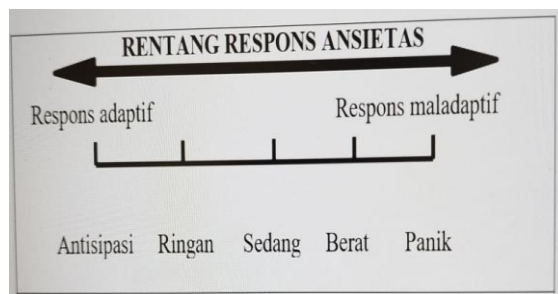 RENTANG RESPONS ANSIETAS
Respons adaptif Respons maladaptif
Antisipasi Ringan Sedang Berat Panik